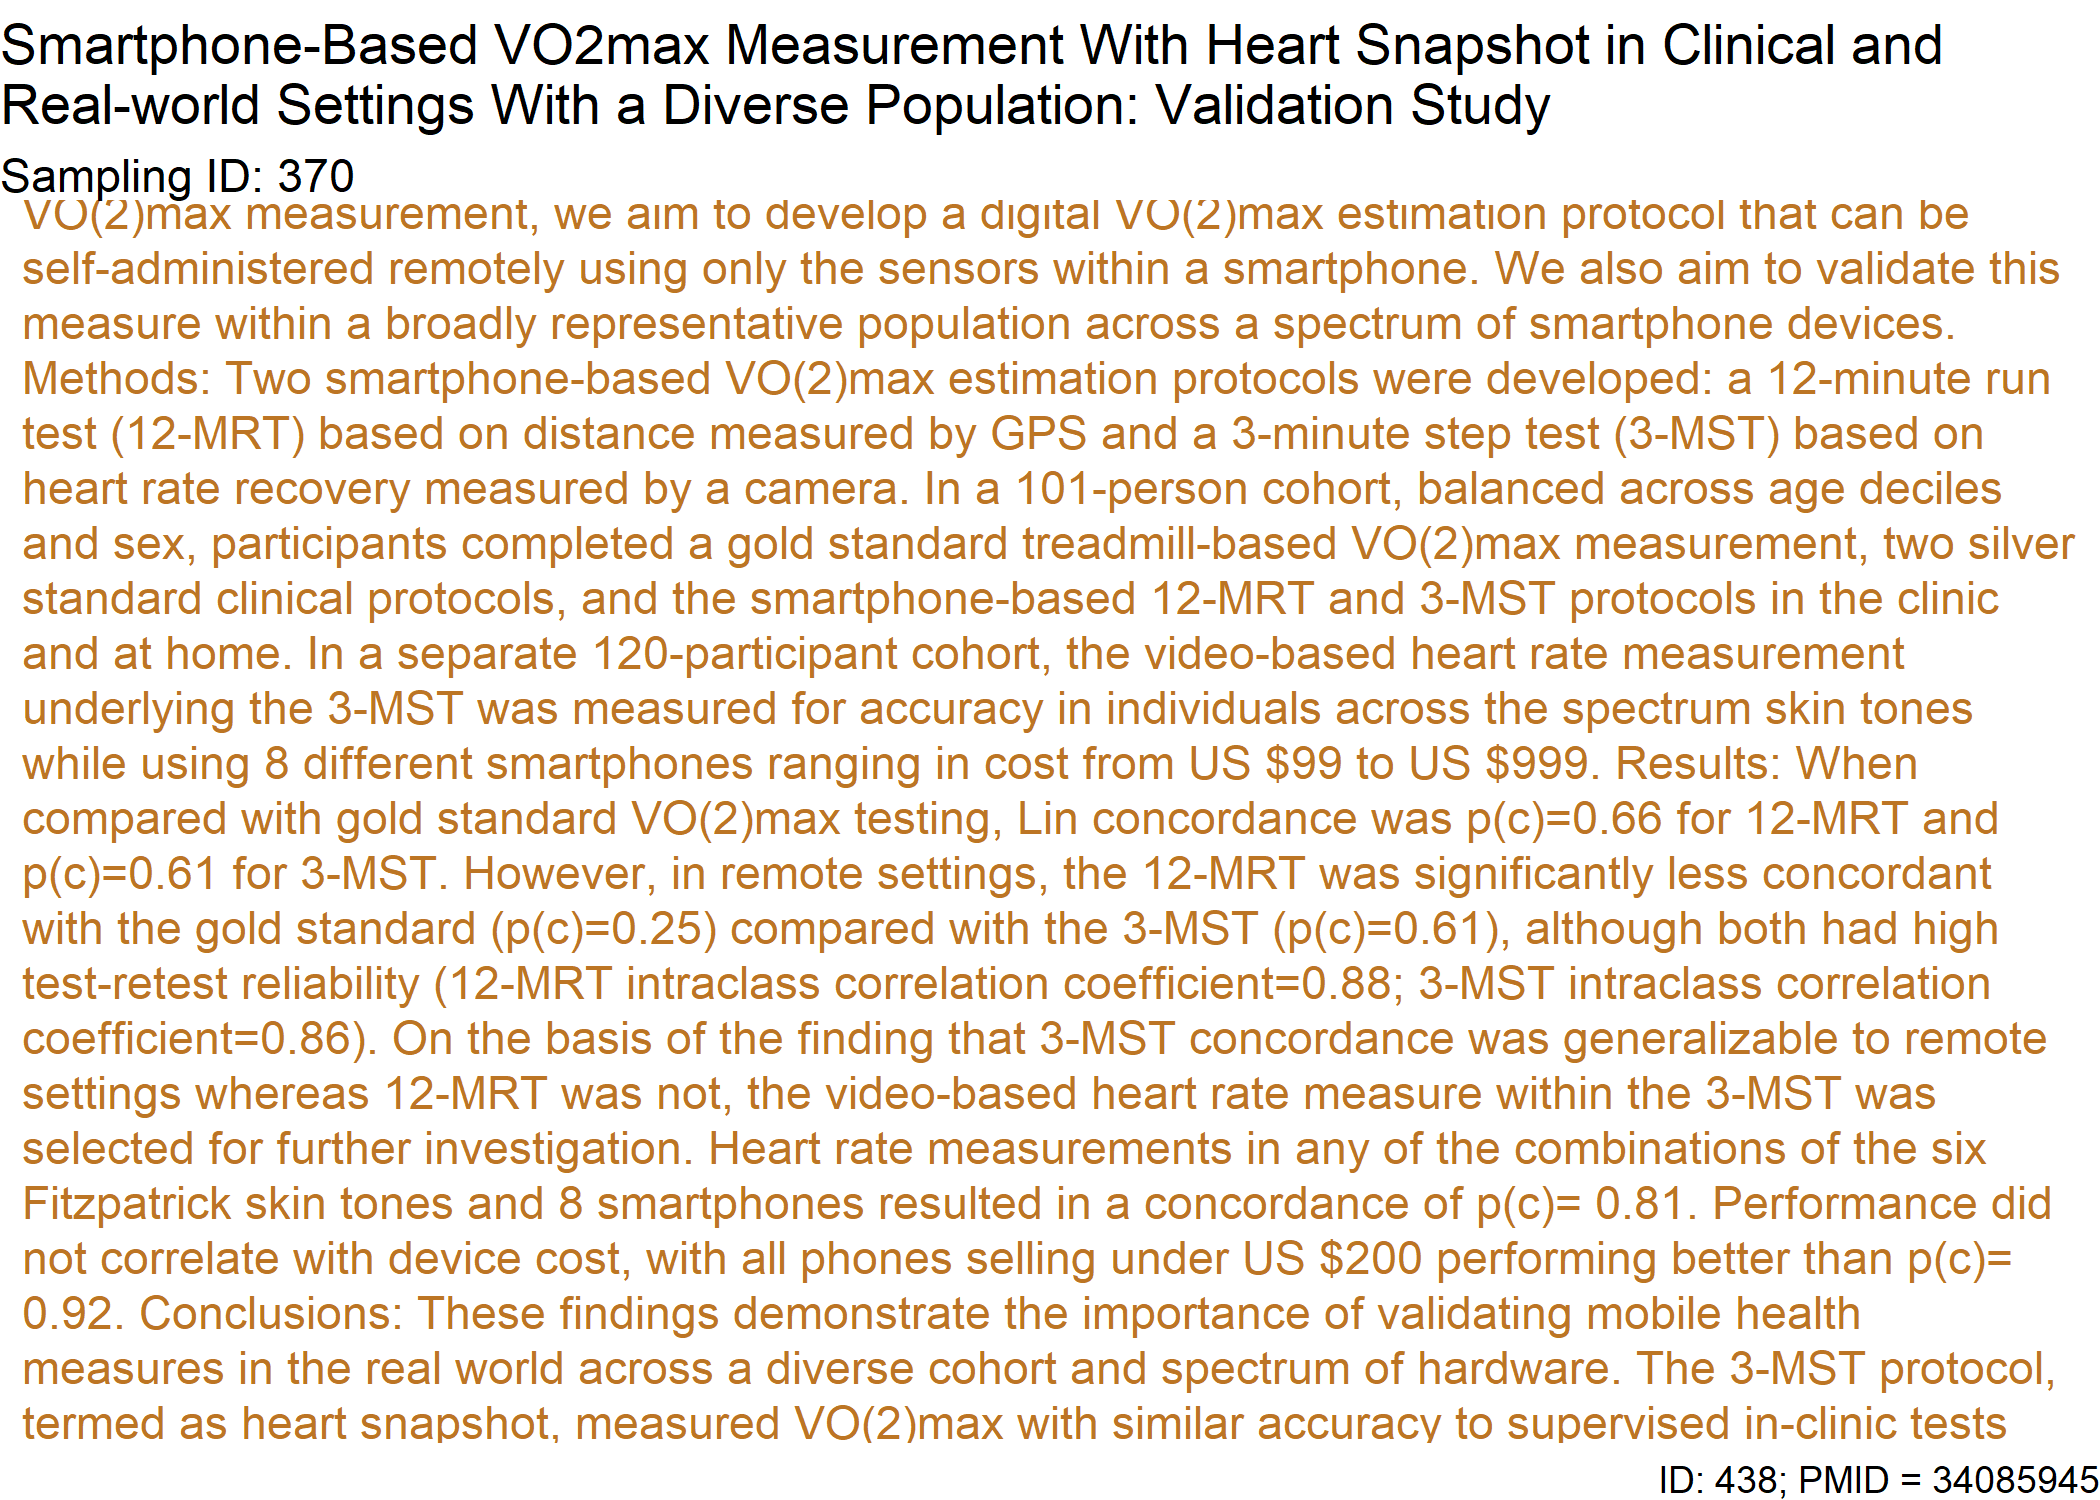 Smartphone-Based VO2max Measurement With Heart Snapshot in Clinical and
Real-world Settings With a Diverse Population: Validation Study
Sampling ID: 370
VO(2)max measurement, we aim to develop a digital VO(2)max estimation protocol that can be
self-administered remotely using only the sensors within a smartphone. We also aim to validate this
measure within a broadly representative population across a spectrum of smartphone devices.
Methods: Two smartphone-based VO(2)max estimation protocols were developed: a 12-minute run
test (12-MRT) based on distance measured by GPS and a 3-minute step test (3-MST) based on
heart rate recovery measured by a camera. In a 101-person cohort, balanced across age deciles
and sex, participants completed a gold standard treadmill-based VO(2)max measurement, two silver
standard clinical protocols, and the smartphone-based 12-MRT and 3-MST protocols in the clinic
and at home. In a separate 120-participant cohort, the video-based heart rate measurement
underlying the 3-MST was measured for accuracy in individuals across the spectrum skin tones
while using 8 different smartphones ranging in cost from US $99 to US $999. Results: When
compared with gold standard VO(2)max testing, Lin concordance was p(c)=0.66 for 12-MRT and
p(c)=0.61 for 3-MST. However, in remote settings, the 12-MRT was significantly less concordant
with the gold standard (p(c)=0.25) compared with the 3-MST (p(c)=0.61), although both had high
test-retest reliability (12-MRT intraclass correlation coefficient=0.88; 3-MST intraclass correlation
coefficient=0.86). On the basis of the finding that 3-MST concordance was generalizable to remote
settings whereas 12-MRT was not, the video-based heart rate measure within the 3-MST was
selected for further investigation. Heart rate measurements in any of the combinations of the six
Fitzpatrick skin tones and 8 smartphones resulted in a concordance of p(c)= 0.81. Performance did
not correlate with device cost, with all phones selling under US $200 performing better than p(c)=
0.92. Conclusions: These findings demonstrate the importance of validating mobile health
measures in the real world across a diverse cohort and spectrum of hardware. The 3-MST protocol,
termed as heart snapshot, measured VO(2)max with similar accuracy to supervised in-clinic tests
ID: 438; PMID = 34085945